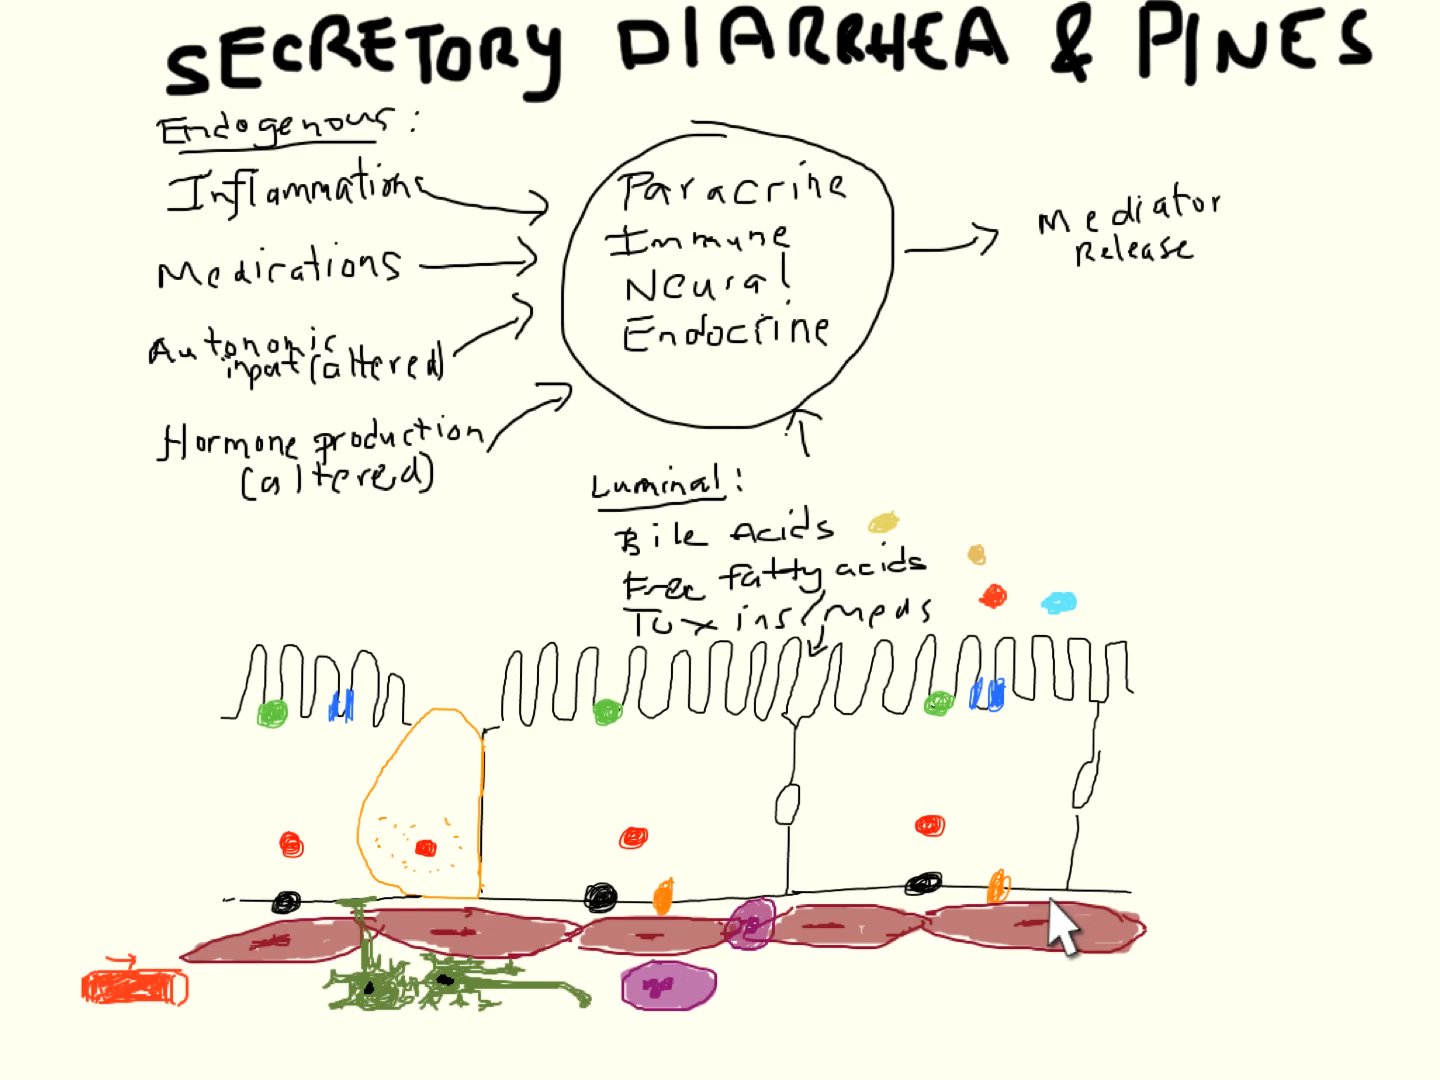 SECRETORY DIARRHEA & PINES
Endogenous:
Inflammations
Medications
Autonomic
input (altered)
Hormone production
(altered)
Paracrine
Immune
Neural
Endocrine
Mediator
Release
Luminal:
Bile Acids
Free fatty acids
Toxins/meds